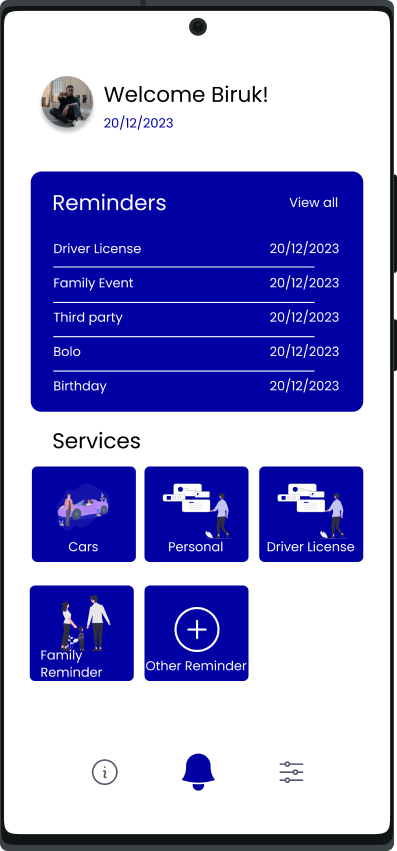 Welcome Biruk!
20/12/2023
Reminders View all
Driver License 20/12/2023
Family Event 20/12/2023
Third party 20/12/2023
Bolo 20/12/2023
Birthday 20/12/2023
Services
Cars Personal Driver License
Family
Reminder
Other Reminder